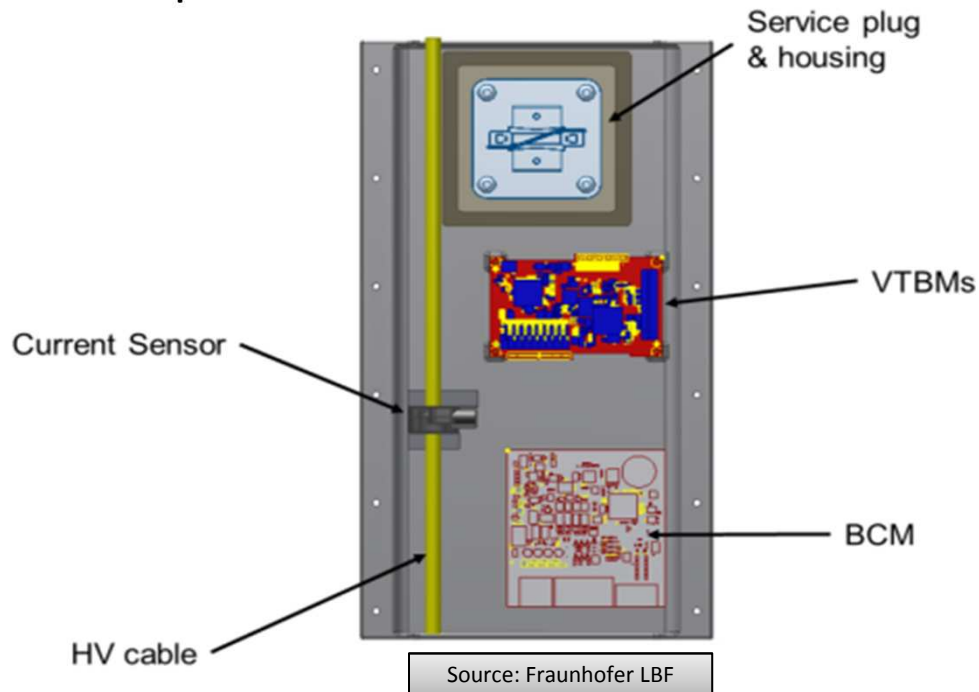 Service plug
& housing
VTBMs
Current Sensor
BCM
HV cable
Source: Fraunhofer LBF